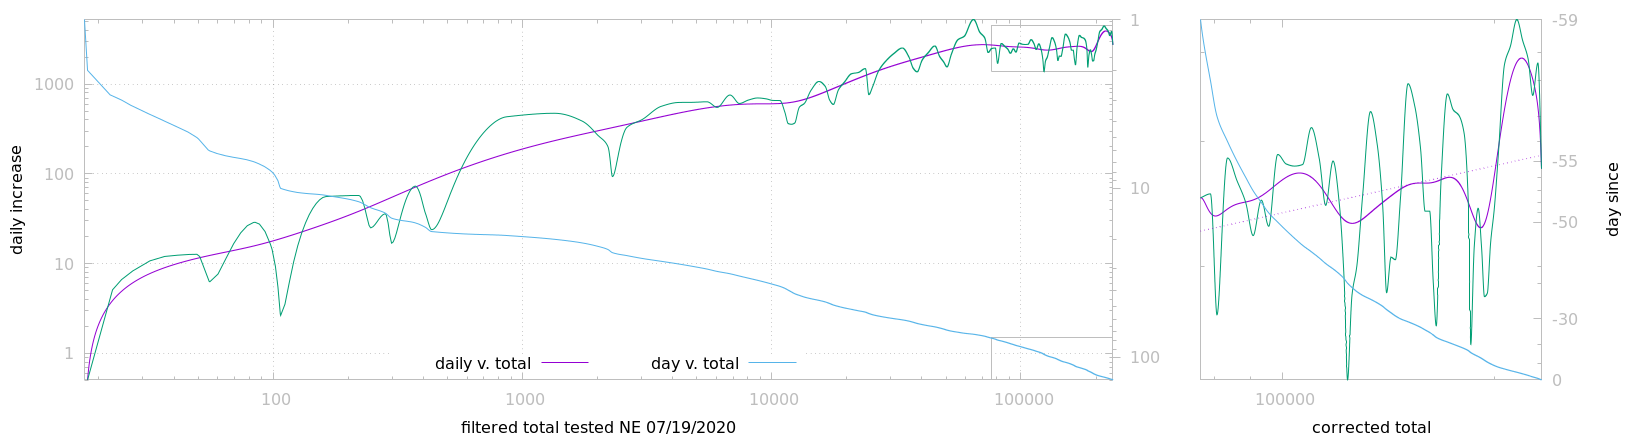 daily increase
1000
100
10
1
daily v. total
day v. total
100
1000
10000
100000
filtered total tested NE 07/19/2020
1
10
100
-59
-55
-50
-30
0
day since
100000
corrected total